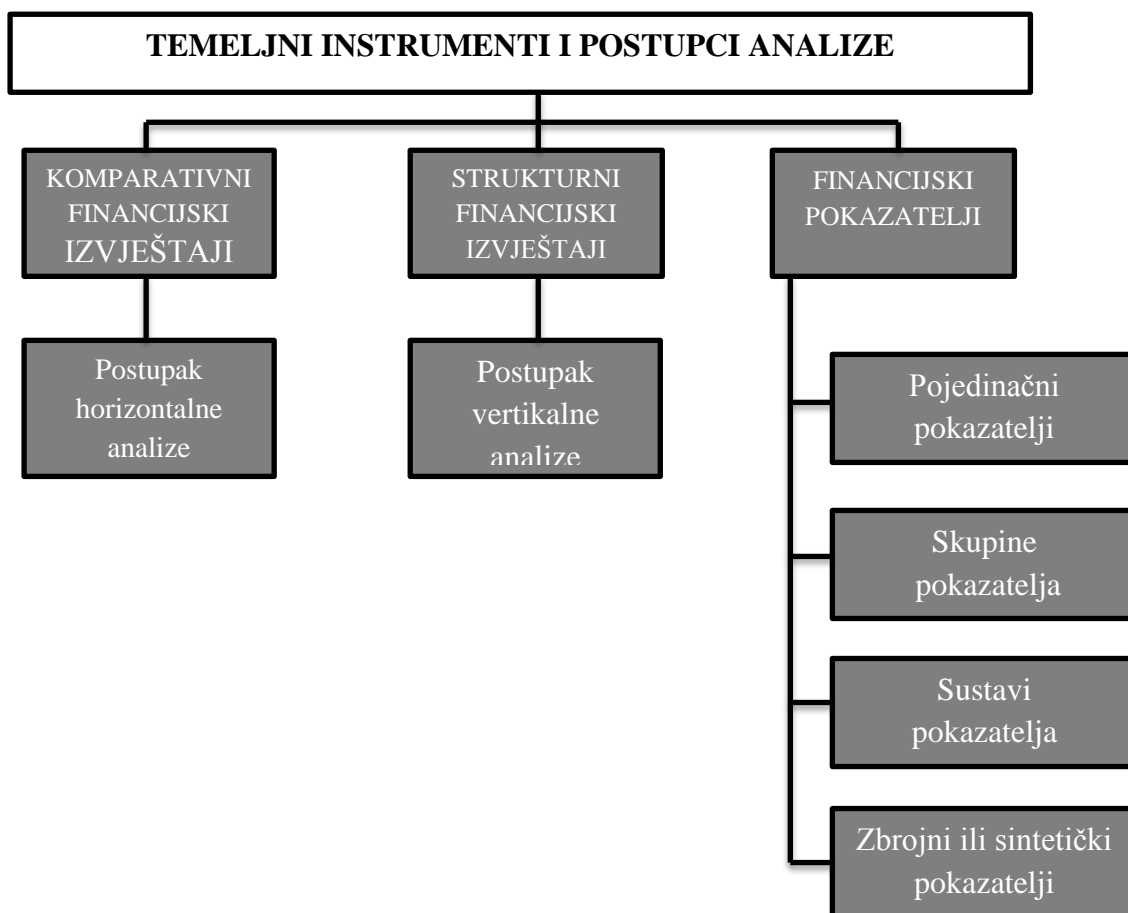 TEMELJNI INSTRUMENTI I POSTUPCI ANALIZE
KOMPARATIVNI
FINANCIJSKI
IZVJEŠTAJI
STRUKTURNI
FINANCIJSKI
IZVJEŠTAJI
FINANCIJSKI
POKAZATELJI
Postupak
horizontalne
analize
Postupak
vertikalne
analize
Pojedinačni
pokazatelji
Skupine
pokazatelja
Sustavi
pokazatelja
Zbrojni ili sintetički
pokazatelji